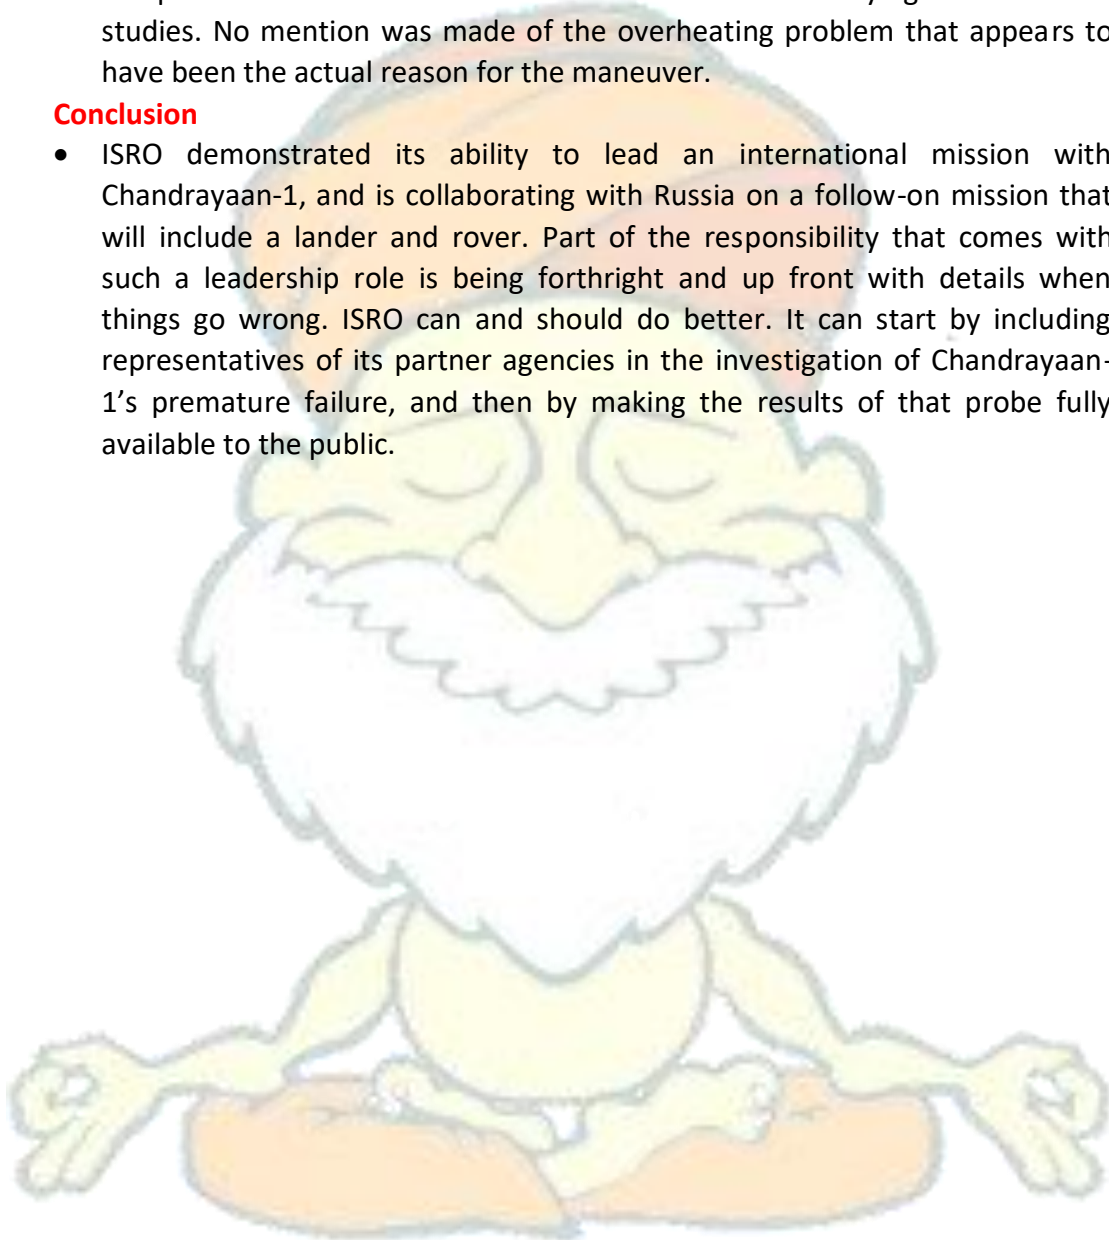 studies. No mention was made of the overheating problem that appears to
have been the actual reason for the maneuver.
Conclusion
• ISRO demonstrated its ability to lead an international mission with
Chandrayaan-1, and is collaborating with Russia on a follow-on mission that
will include a lander and rover. Part of the responsibility that comes with
such a leadership role is being forthright and up front with details when
things go wrong. ISRO can and should do better. It can start by including
representatives of its partner agencies in the investigation of Chandrayaan-
1’s premature failure, and then by making the results of that probe fully
available to the public.